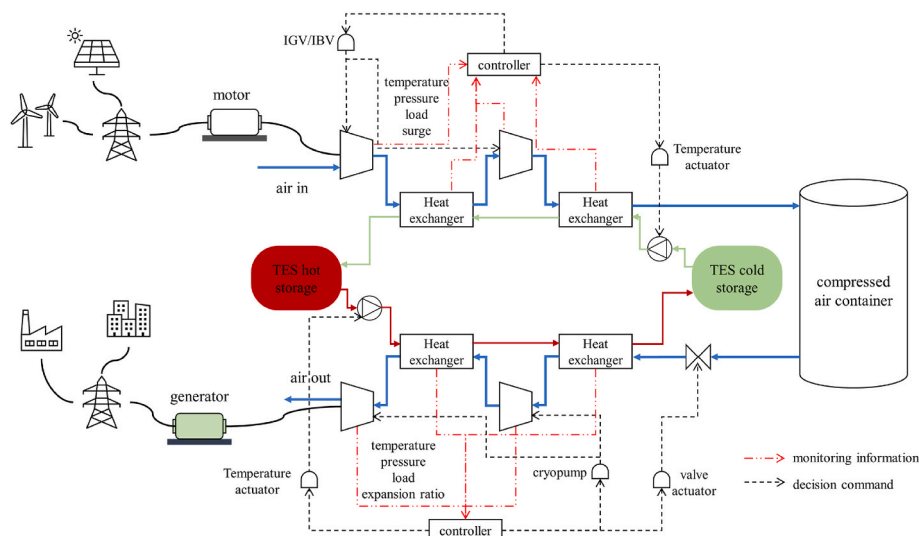 IGV/IBV
controller
temperature
pressure
load
surge
motor
Temperature
actuator
air in
Heat
exchanger
Heat
exchanger
TES hot
storage
TES cold
storage
compressed
air container
Heat
exchanger
Heat
exchanger
air out
generator
temperature
pressure
load
expansion ratio
Temperature
actuator
cryopump
valve
actuator
monitoring information
decision command
controller